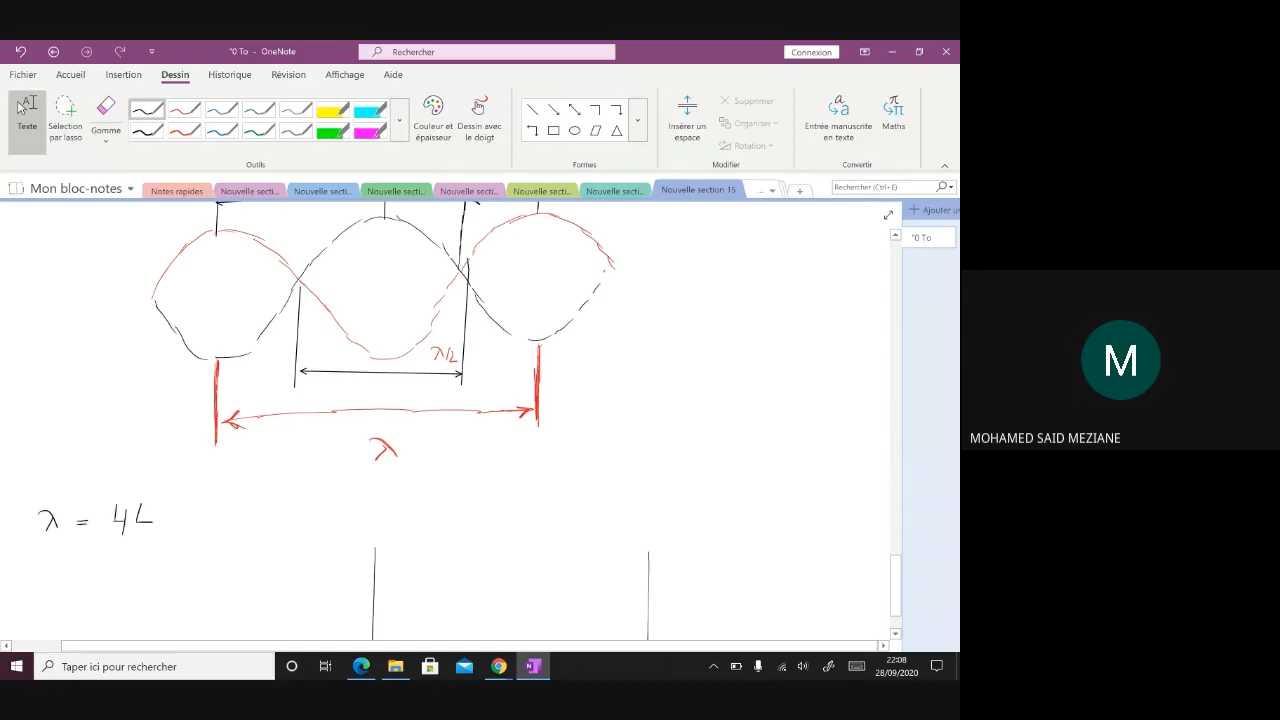 "0 To - OneNote
Rechercher
Connexion
Fichier Accueil Insertion Dessin Historique Révision Affichage Aide
Texte
Sélection par lasso
Gomme
Couleur et épaisseur
Dessin avec le doigt
Insérer un espace
Supprimer
Organiser
Rotation
Entrée manuscrite en texte
Maths
Outils Formes Modifier Convertir
Mon bloc-notes
Notes rapides Nouvelle secti... Nouvelle secti... Nouvelle secti... Nouvelle secti... Nouvelle secti... Nouvelle secti... Nouvelle section 15 ...
Rechercher (Ctrl+E)
Ajouter un
"0 To
λ/2
λ
λ = 4L
M
MOHAMED SAID MEZIANE
Taper ici pour rechercher
22:08
28/09/2020